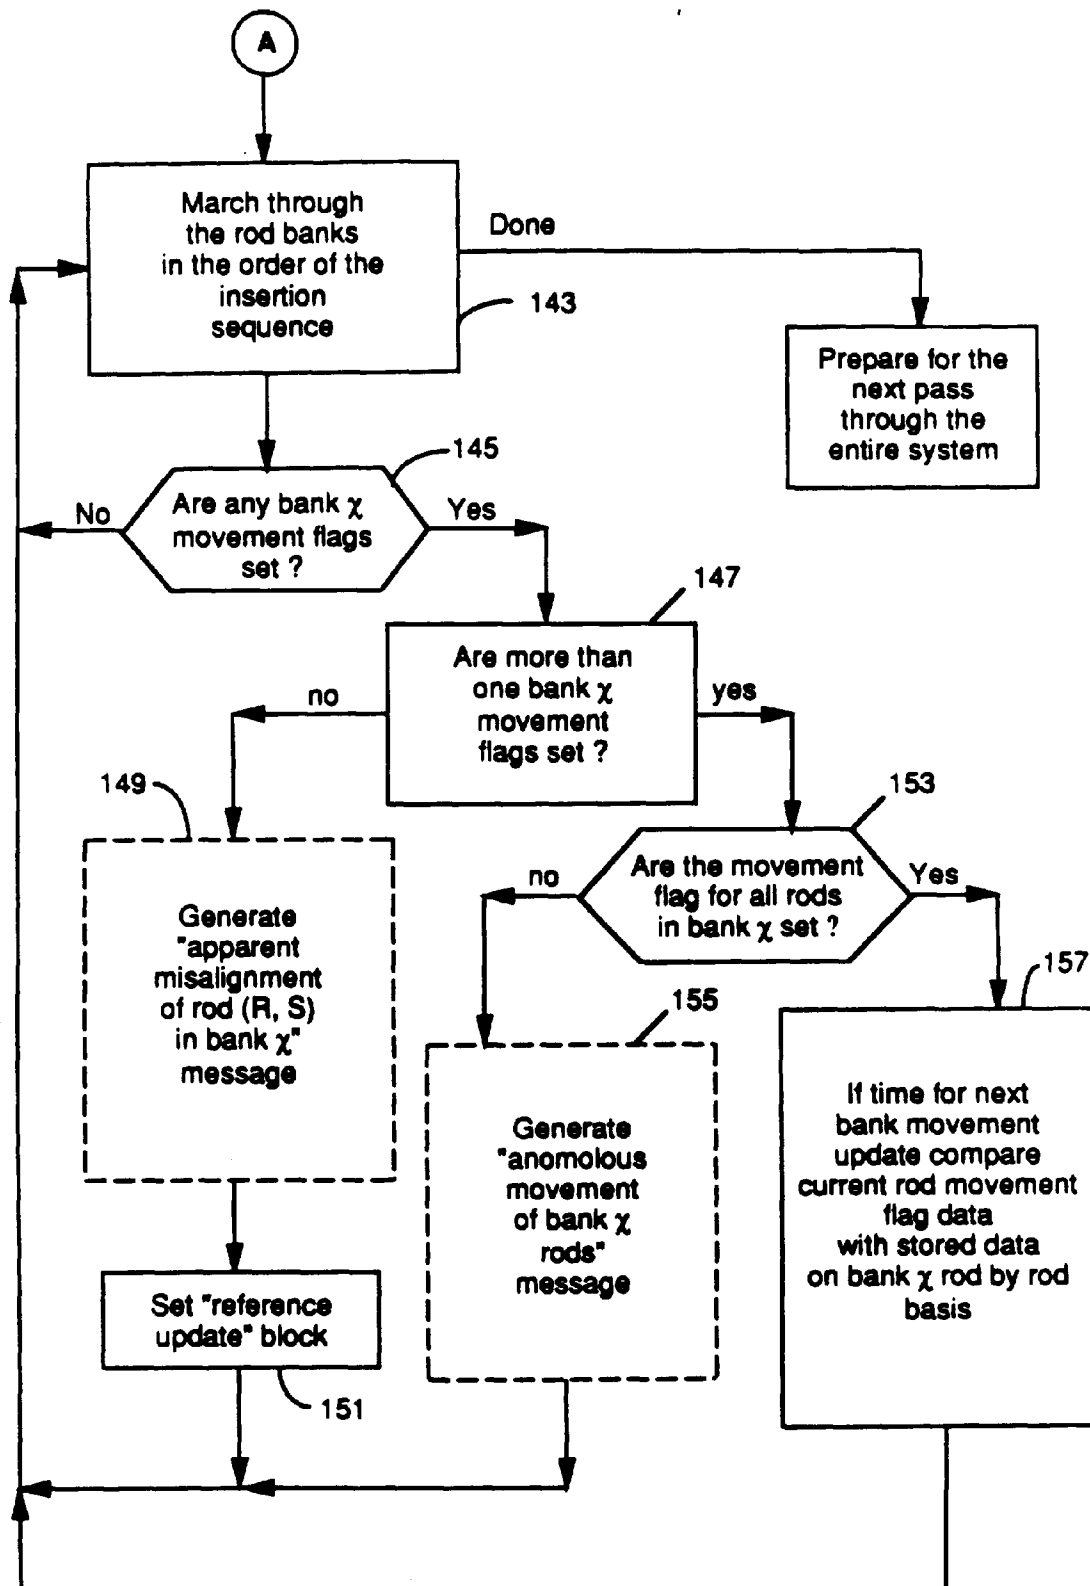 A
March through
the rod banks
in the order of the
insertion
sequence
Done
143
Prepare for the
next pass
through the
entire system
145
No
Are any bank χ
movement flags
set ?
Yes
147
Are more than
one bank χ
movement
flags set ?
no
yes
149
153
Generate
"apparent
misalignment
of rod (R, S)
in bank χ"
message
no
Are the movement
flag for all rods
in bank χ set ?
Yes
155
157
Generate
"anomolous
movement
of bank χ
rods"
message
If time for next
bank movement
update compare
current rod movement
flag data
with stored data
on bank χ rod by rod
basis
Set "reference
update" block
151